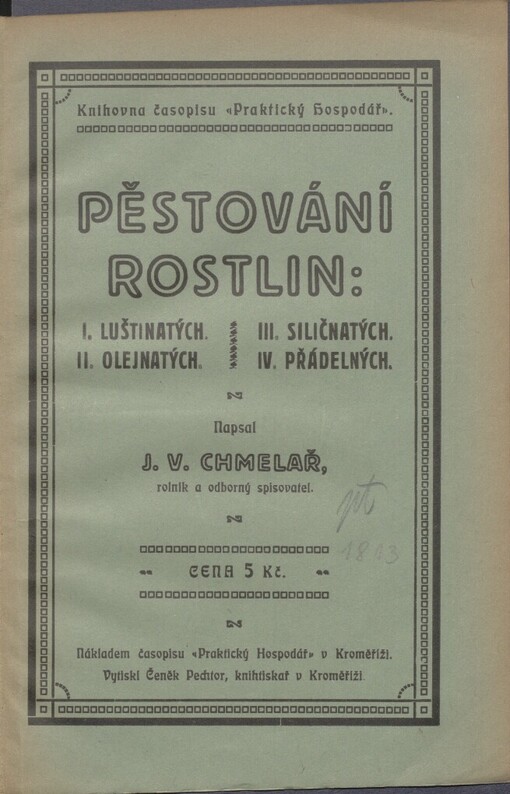 Knihovna časopisu «Praktický Hospodář».
PĚSTOVÁNÍ
ROSTLIN:
I. LUŠTINATÝCH. III. SILIČNATÝCH.
II. OLEJNATÝCH. IV. PŘÁDELNÝCH.
Napsal
J. V. CHMELAŘ,
rolník a odborný spisovatel.
1813
CENA 5 Kč.
Nákladem časopisu «Praktický Hospodář» v Kroměříži.
Vytiskl Čeněk Pechtor, knihtiskař v Kroměříži.